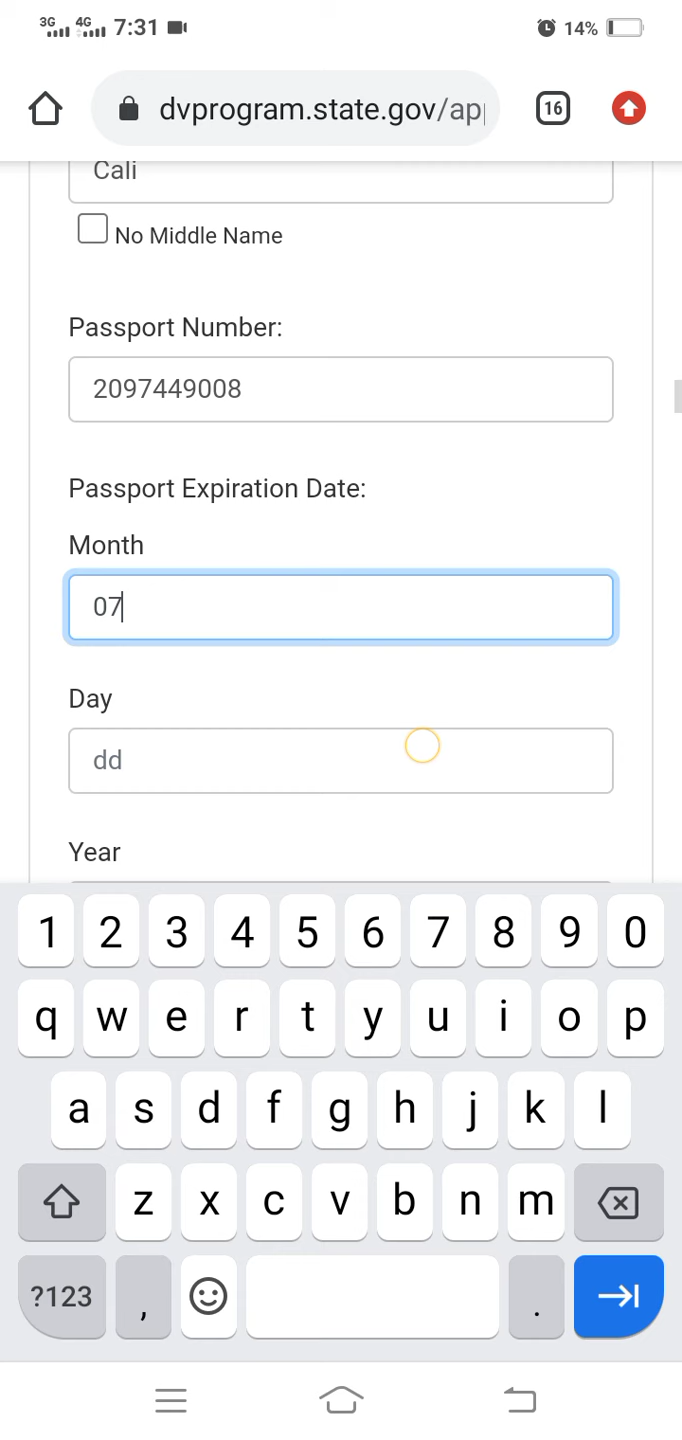 3G 4G 7:31 14%
dvprogram.state.gov/ap
16
Cali
No Middle Name
Passport Number:
2097449008
Passport Expiration Date:
Month
07
Day
dd
Year
1 2 3 4 5 6 7 8 9 0
q w e r t y u i o p
a s d f g h j k l
z x c v b n m
?123 , .